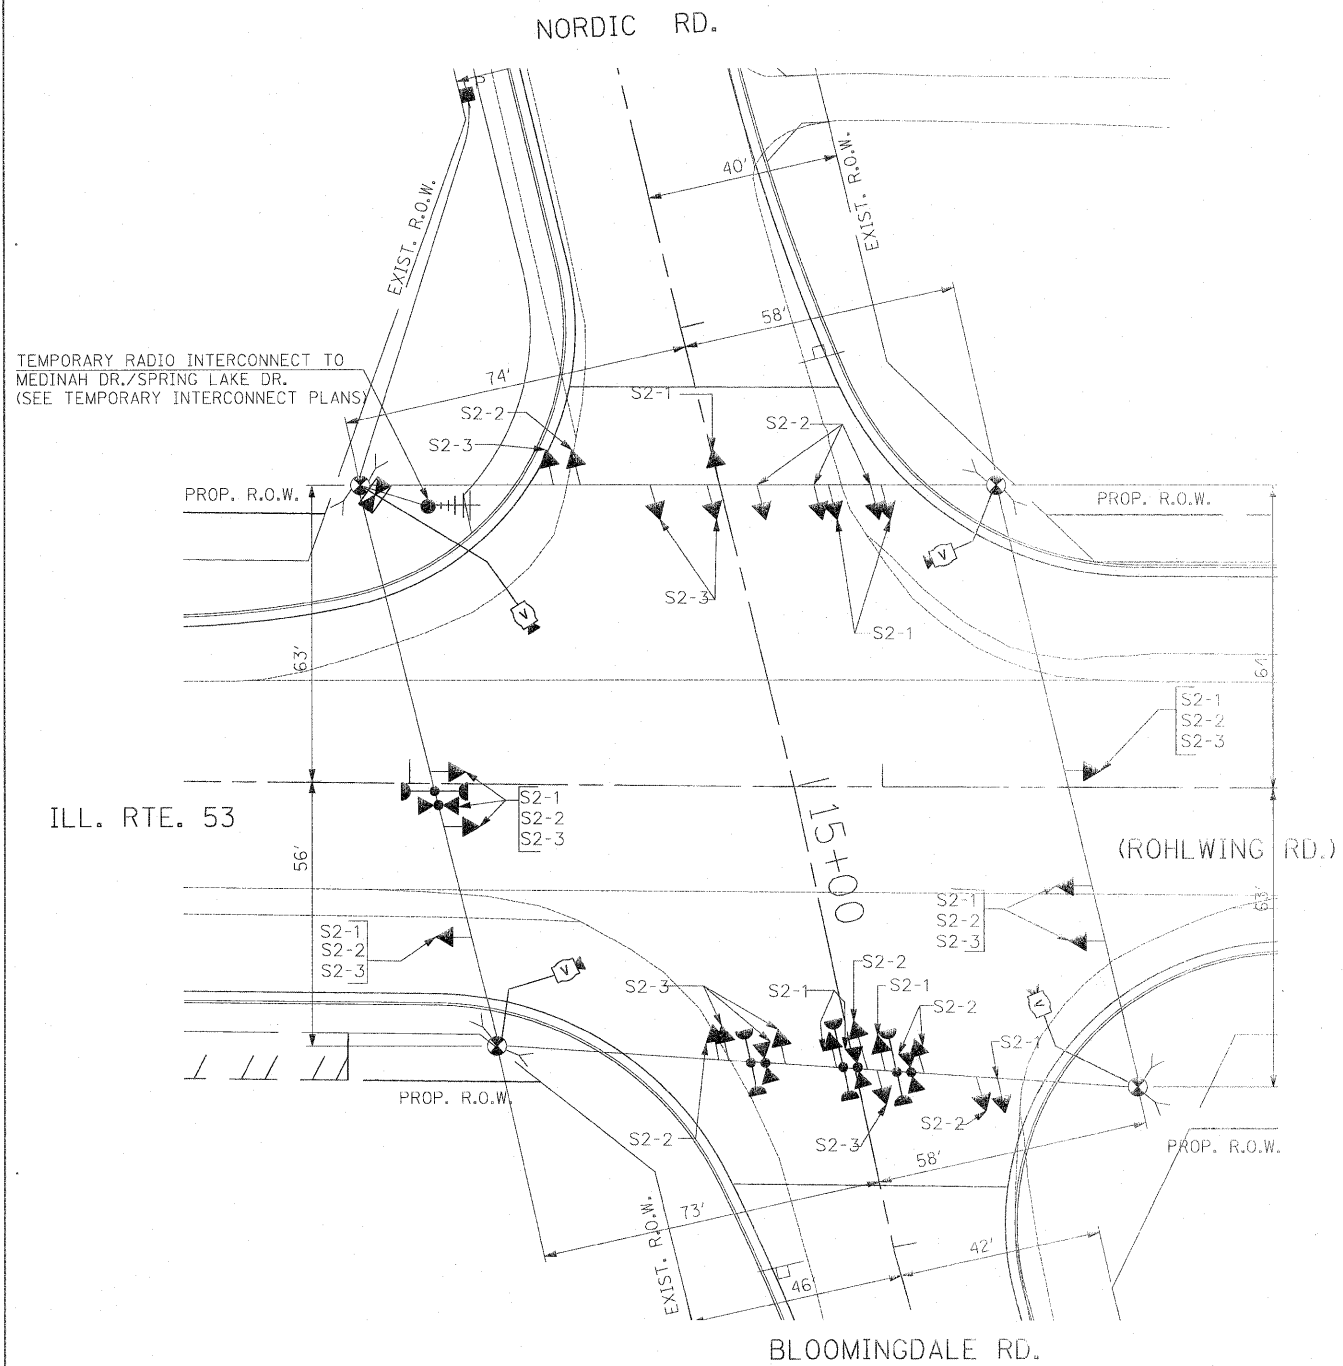 NORDIC RD.
40'
EXIST. R.O.W.
EXIST. R.O.W.
58'
TEMPORARY RADIO INTERCONNECT TO
MEDINAH DR./SPRING LAKE DR.
(SEE TEMPORARY INTERCONNECT PLANS)
74'
S2-1
S2-2
S2-3
S2-2
PROP. R.O.W.
PROP. R.O.W.
V
V
S2-3
S2-1
63'
S2-1
S2-2
S2-3
ILL. RTE. 53
S2-1
S2-2
S2-3
15+00
(ROHLWING RD.)
56'
63'
S2-1
S2-2
S2-3
S2-1
S2-2
S2-3
V
V
S2-3
S2-1
S2-2
S2-1
S2-2
S2-1
PROP. R.O.W.
S2-2
S2-3
S2-2
58'
PROP. R.O.W.
73'
EXIST. R.O.W.
42'
46
BLOOMINGDALE RD.